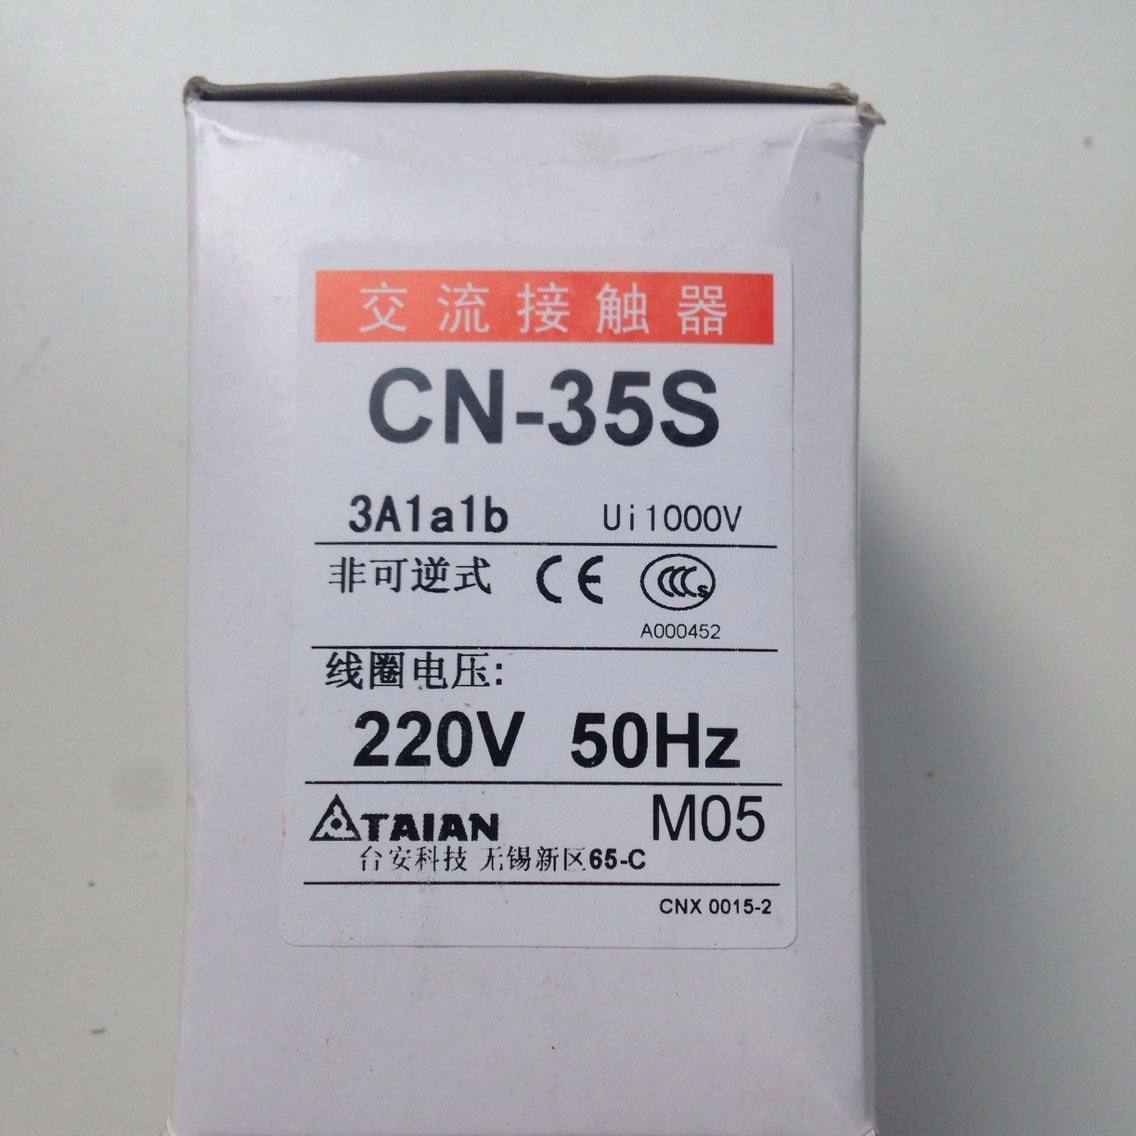 交流接触器
CN-35S
3A1a1b Ui1000V
非可逆式 CE CCCs
A000452
线圈电压:
220V 50Hz
TAIAN M05
台安科技 无锡新区65-C
CNX 0015-2